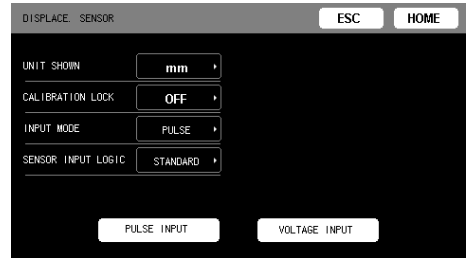 DISPLACE. SENSOR ESC HOME
UNIT SHOWN mm
CALIBRATION LOCK OFF
INPUT MODE PULSE
SENSOR INPUT LOGIC STANDARD
PULSE INPUT VOLTAGE INPUT